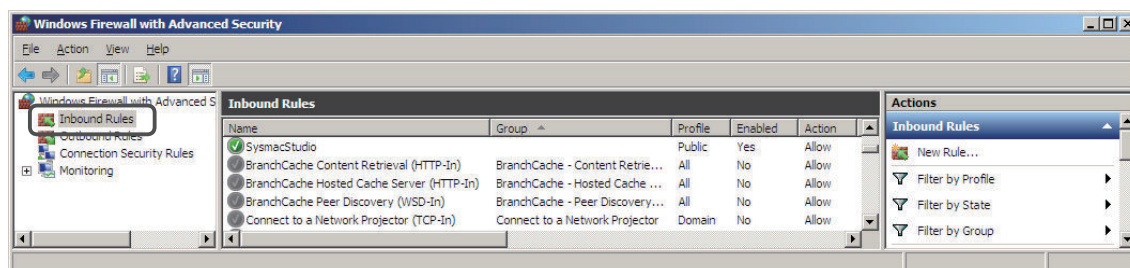 Windows Firewall with Advanced Security
File Action View Help
Windows Firewall with Advanced S
Inbound Rules
Outbound Rules
Connection Security Rules
Monitoring
Inbound Rules
Name Group Profile Enabled Action
SysmacStudio Public Yes Allow
BranchCache Content Retrieval (HTTP-In) BranchCache - Content Retrie... All No Allow
BranchCache Hosted Cache Server (HTTP-In) BranchCache - Hosted Cache ... All No Allow
BranchCache Peer Discovery (WSD-In) BranchCache - Peer Discovery... All No Allow
Connect to a Network Projector (TCP-In) Connect to a Network Projector Domain No Allow
Actions
Inbound Rules
New Rule...
Filter by Profile
Filter by State
Filter by Group